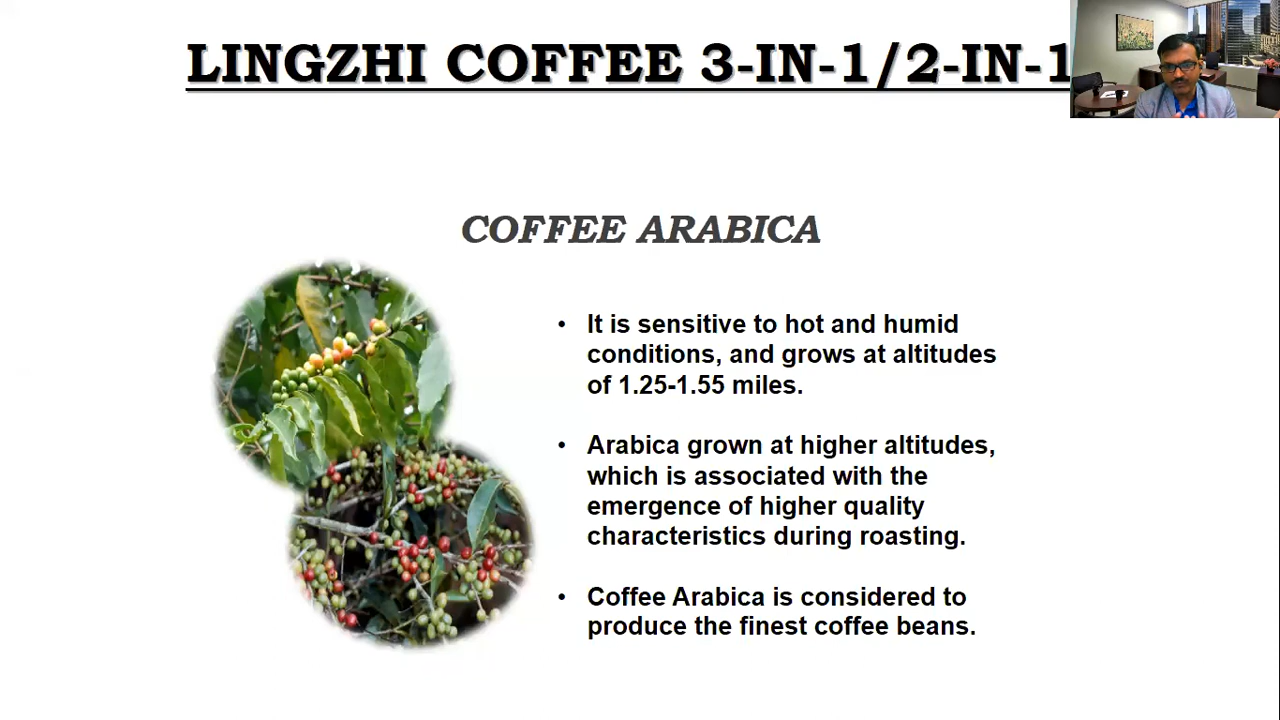 LINGZHI COFFEE 3-IN-1/2-IN-1
COFFEE ARABICA
• It is sensitive to hot and humid
conditions, and grows at altitudes
of 1.25-1.55 miles.
• Arabica grown at higher altitudes,
which is associated with the
emergence of higher quality
characteristics during roasting.
• Coffee Arabica is considered to
produce the finest coffee beans.